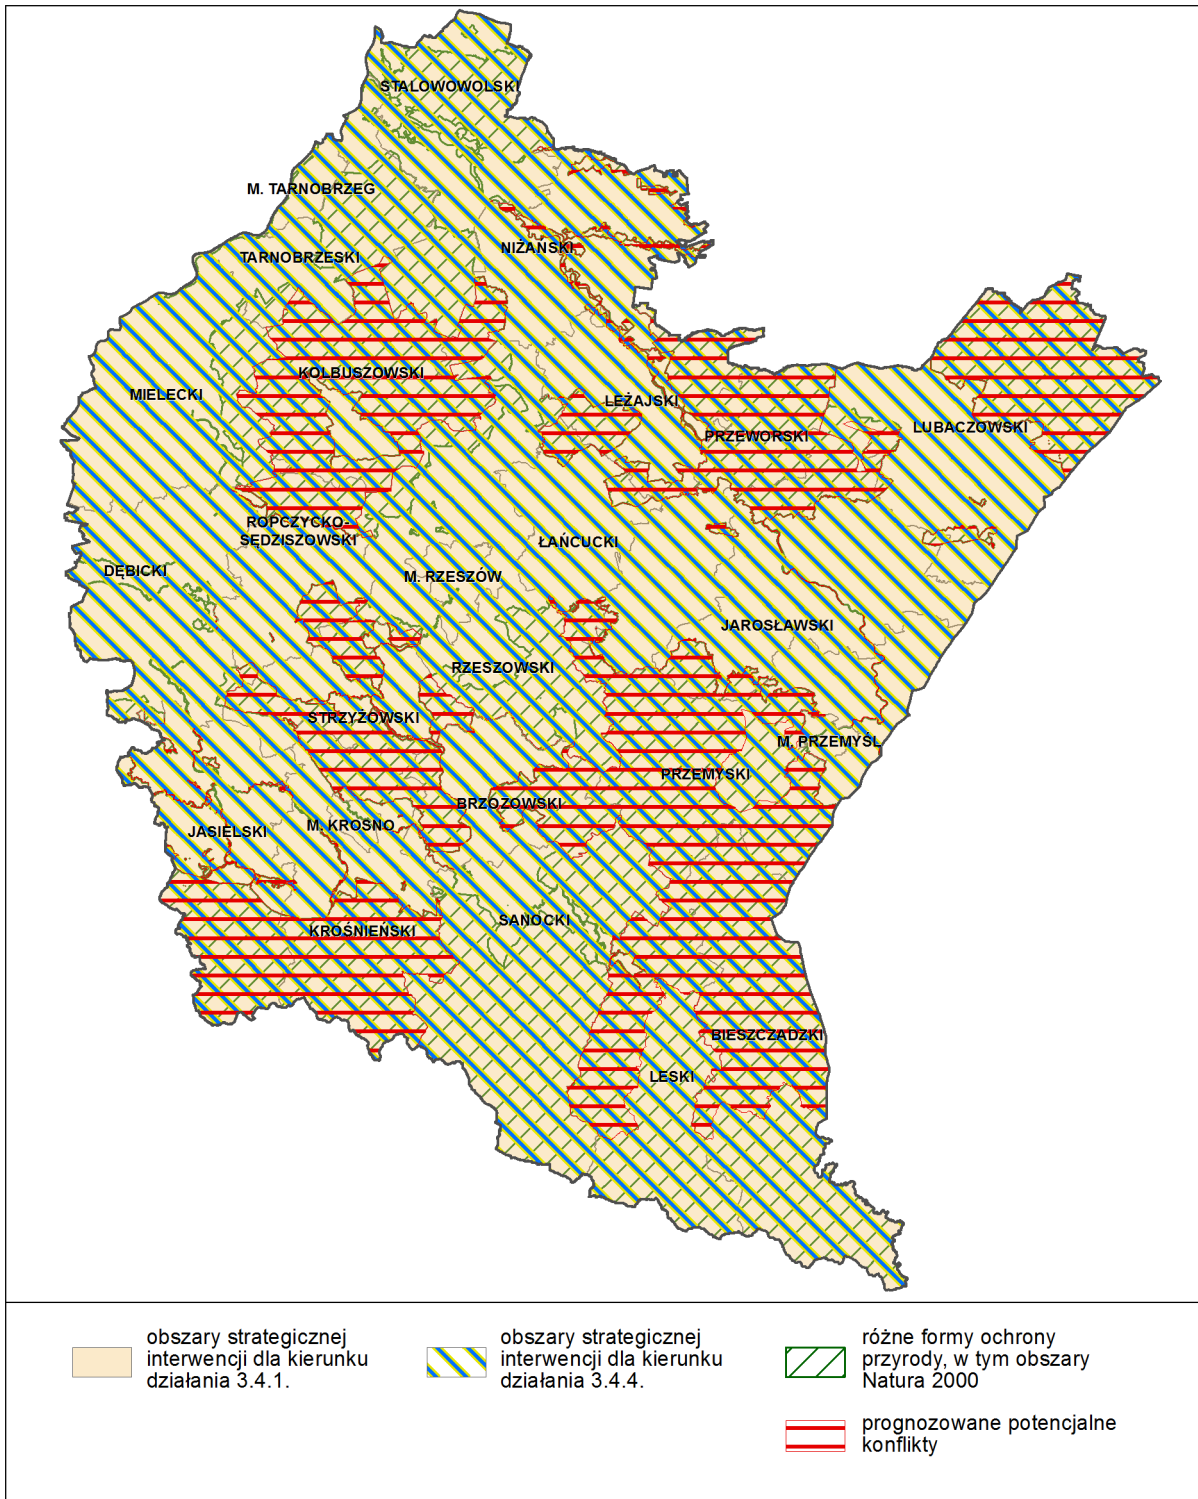 STALOWOWOLSKI
M. TARNOBRZEG
NIŻAŃSKI
TARNOBRZESKI
KOLBUSZOWSKI
MIELECKI
LEŻAJSKI
LUBACZOWSKI
PRZEWORSKI
ROPCZYCKO-
SĘDZISZOWSKI
ŁAŃCUCKI
DĘBICKI
M. RZESZÓW
JAROSŁAWSKI
RZESZOWSKI
STRZYŻOWSKI
M. PRZEMYŚL
PRZEMYSKI
BRZOZOWSKI
M. KROSNO
JASIELSKI
SANOCKI
KROŚNIEŃSKI
BIESZCZADZKI
LESKI
obszary strategicznej
interwencji dla kierunku
działania 3.4.1.
obszary strategicznej
interwencji dla kierunku
działania 3.4.4.
różne formy ochrony
przyrody, w tym obszary
Natura 2000
prognozowane potencjalne
konflikty